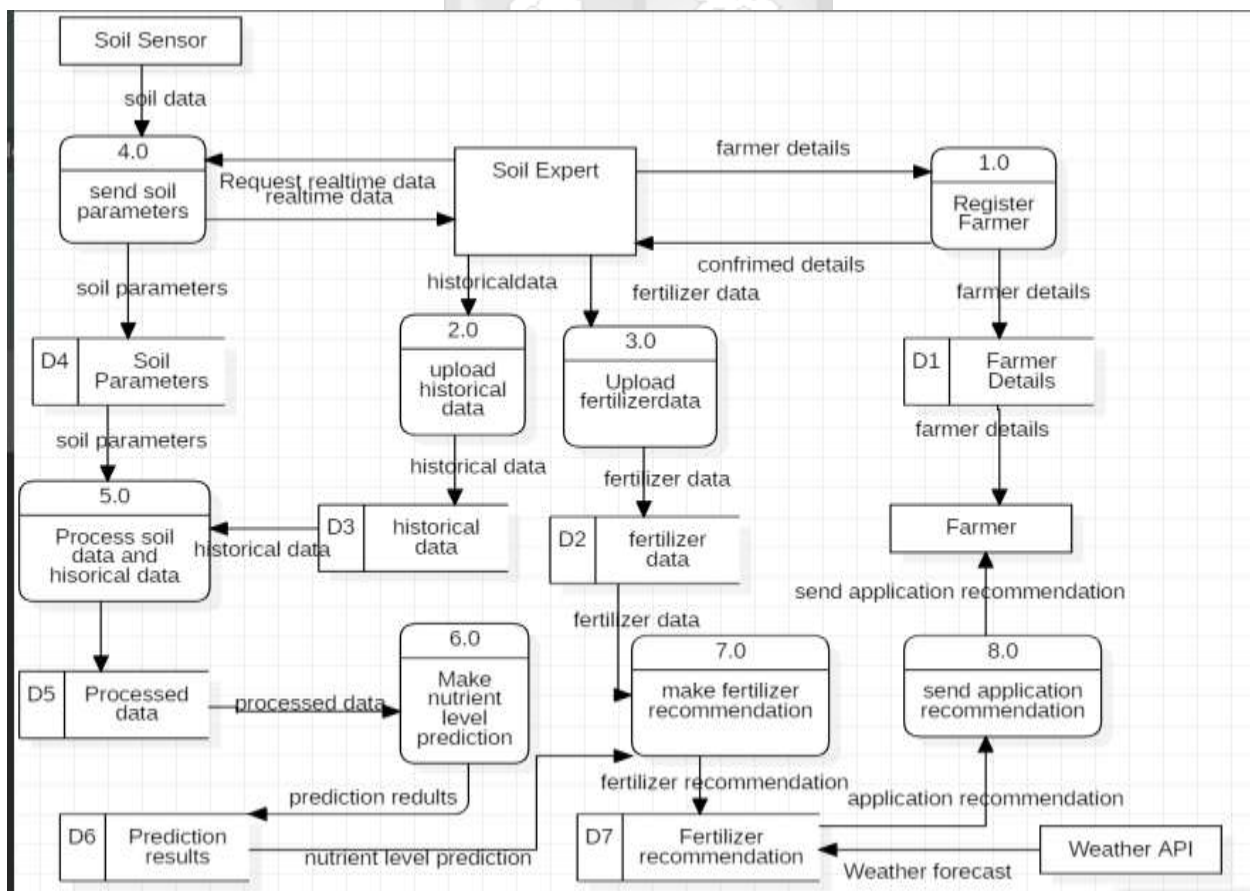 Soil Sensor
soil data
4.0
send soil
parameters
Request realtime data
realtime data
Soil Expert
farmer details
1.0
Register
Farmer
confrimed details
historicaldata
fertilizer data
farmer details
soil parameters
D4
Soil
Parameters
2.0
upload
historical
data
3.0
Upload
fertilizerdata
D1
Farmer
Details
soil parameters
historical data
fertilizer data
farmer details
5.0
Process soil
data and
hisorical data
historical data
D3
historical
data
D2
fertilizer
data
Farmer
send application recommendation
fertilizer data
6.0
Make
nutrient
level
prediction
7.0
make fertilizer
recommendation
8.0
send application
recommendation
D5
Processed
data
processed data
prediction redults
fertilizer recommendation
application recommendation
D6
Prediction
results
nutrient level prediction
D7
Fertilizer
recommendation
Weather forecast
Weather API